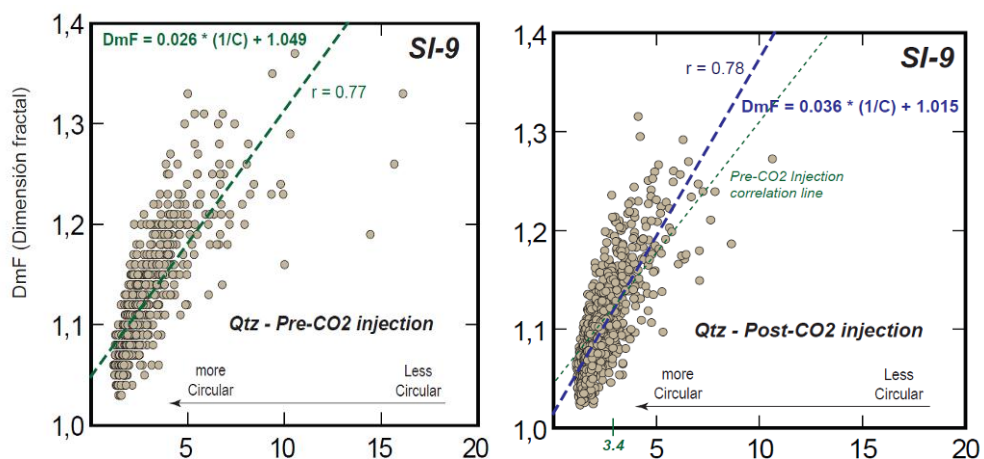 1,4
1,3
1,2
1,1
1,0
DmF (Dimensión fractal)
DmF = 0.026 * (1/C) + 1.049
SI-9
r = 0.77
Qtz - Pre-CO2 injection
more
Circular
Less
Circular
5
10
15
20
1,4
1,3
1,2
1,1
1,0
SI-9
r = 0.78
DmF = 0.036 * (1/C) + 1.015
Pre-CO2 Injection
correlation line
Qtz - Post-CO2 injection
more
Circular
Less
Circular
3.4
5
10
15
20